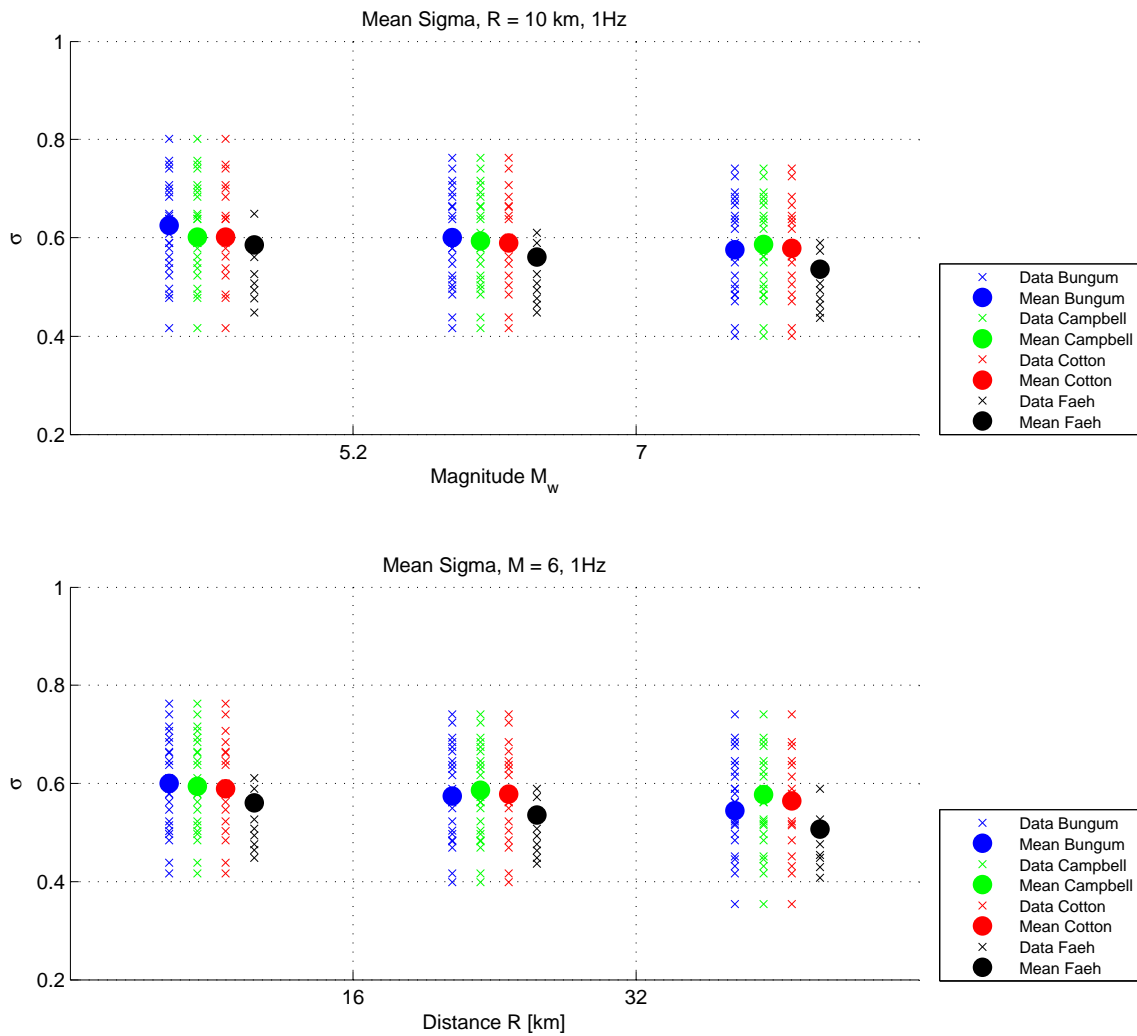 Mean Sigma, R = 10 km, 1Hz
1
0.8
0.6
0.4
0.2
σ
5.2
7
Magnitude M_w
Data Bungum
Mean Bungum
Data Campbell
Mean Campbell
Data Cotton
Mean Cotton
Data Faeh
Mean Faeh
Mean Sigma, M = 6, 1Hz
1
0.8
0.6
0.4
0.2
σ
16
32
Distance R [km]
Data Bungum
Mean Bungum
Data Campbell
Mean Campbell
Data Cotton
Mean Cotton
Data Faeh
Mean Faeh